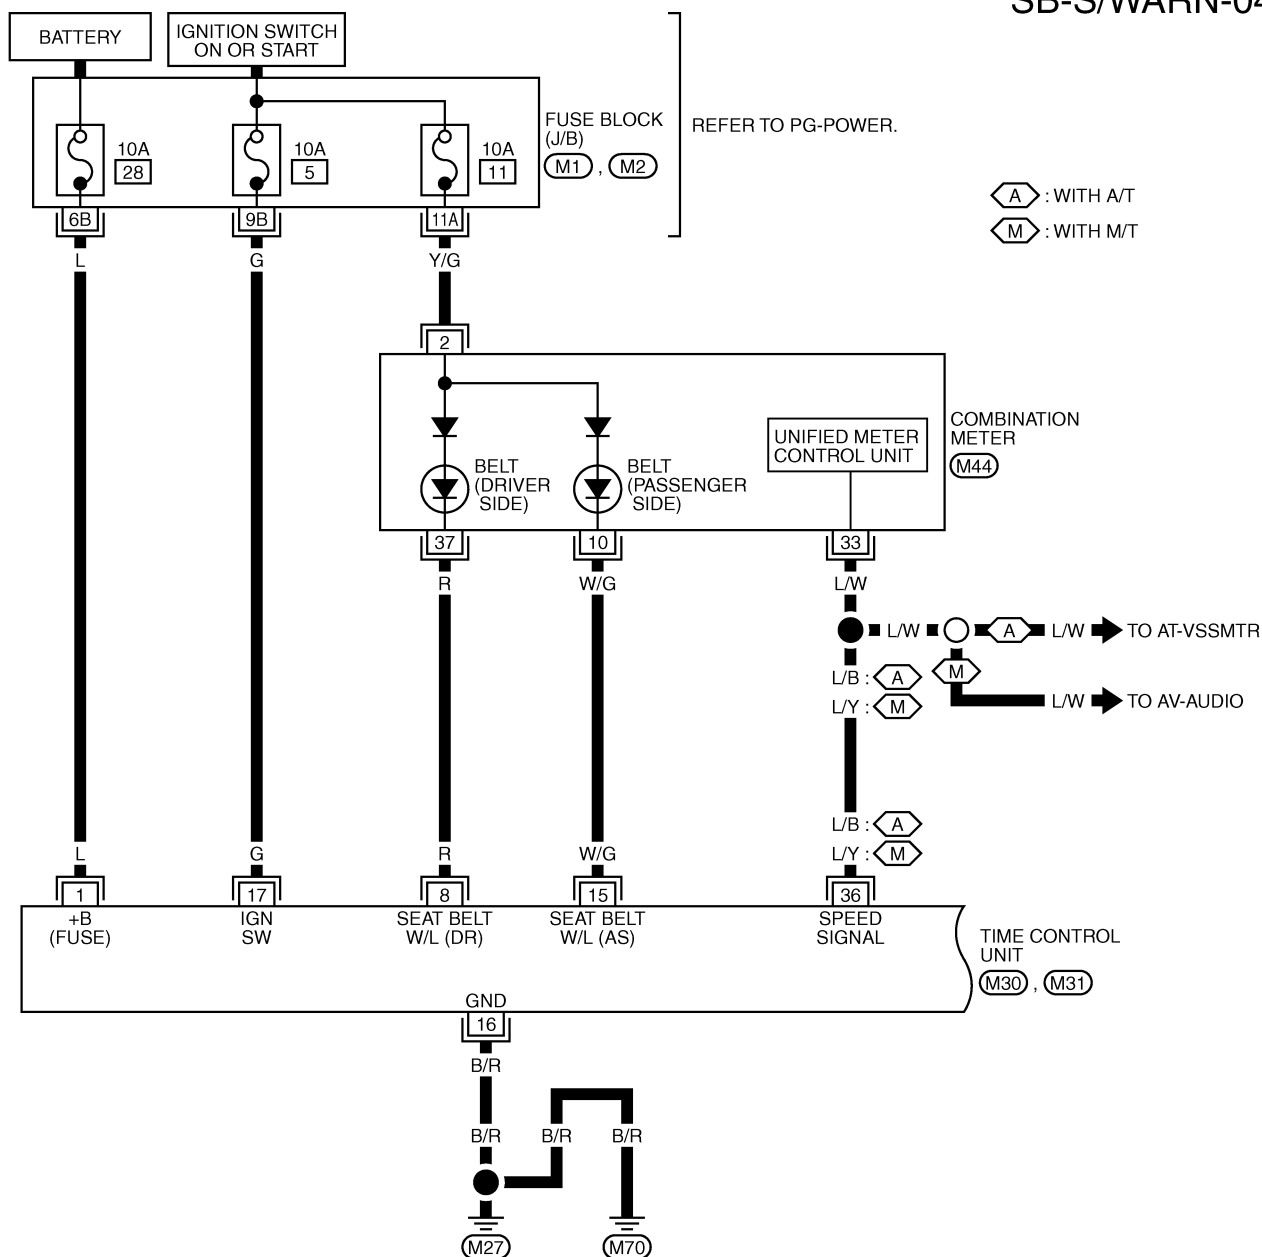 SB-S/WARN-04
BATTERY
IGNITION SWITCH
ON OR START
10A
28
10A
5
10A
11
FUSE BLOCK
(J/B)
M1 , M2
REFER TO PG-POWER.
A : WITH A/T
M : WITH M/T
6B
9B
11A
L
G
Y/G
2
BELT
(DRIVER
SIDE)
BELT
(PASSENGER
SIDE)
UNIFIED METER
CONTROL UNIT
COMBINATION
METER
M44
37
10
33
R
W/G
L/W
L/W
A
L/W
TO AT-VSSMTR
L/B : A
L/Y : M
M
L/W
TO AV-AUDIO
L/B : A
L/Y : M
L
G
R
W/G
1
17
8
15
36
+B
(FUSE)
IGN
SW
SEAT BELT
W/L (DR)
SEAT BELT
W/L (AS)
SPEED
SIGNAL
TIME CONTROL
UNIT
M30 , M31
GND
16
B/R
B/R
B/R
B/R
M27
M70